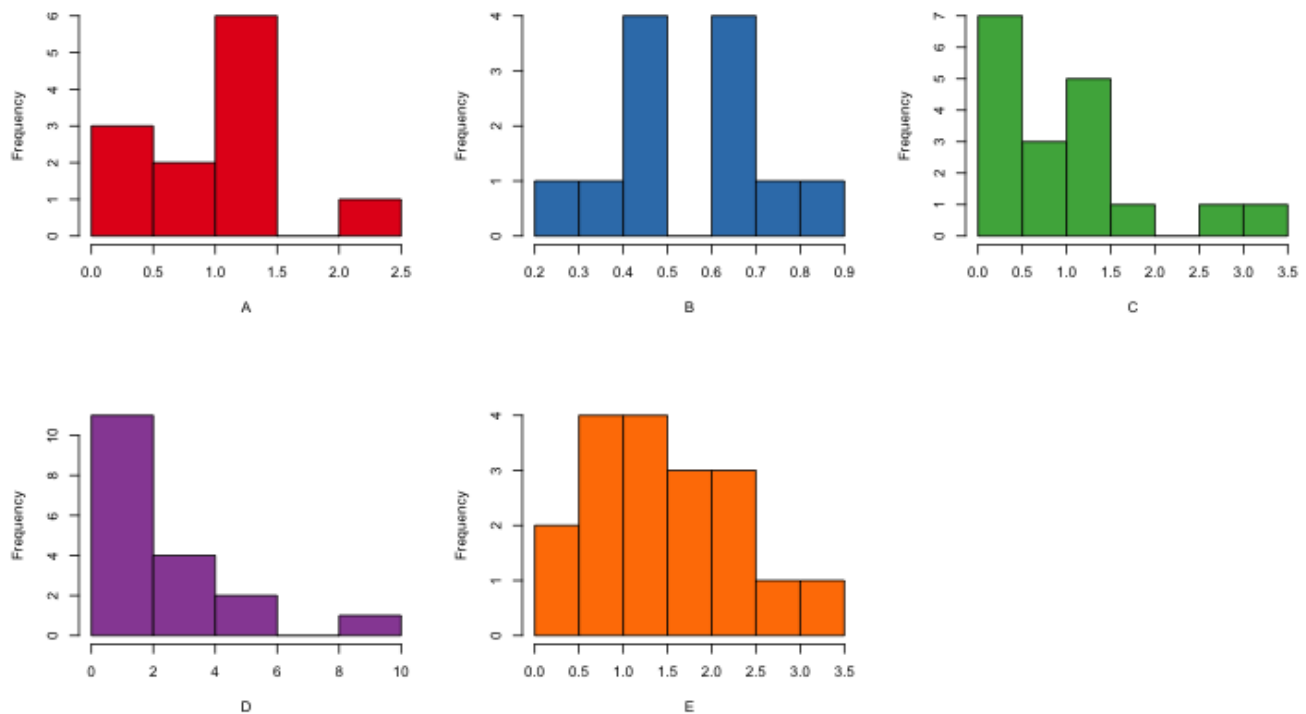 Frequency
0 1 2 3 4 5 6
0.0 0.5 1.0 1.5 2.0 2.5
A
Frequency
0 1 2 3 4
0.2 0.3 0.4 0.5 0.6 0.7 0.8 0.9
B
Frequency
0 1 2 3 4 5 6 7
0.0 0.5 1.0 1.5 2.0 2.5 3.0 3.5
C
Frequency
0 2 4 6 8 10
0 2 4 6 8 10
D
Frequency
0 1 2 3 4
0.0 0.5 1.0 1.5 2.0 2.5 3.0 3.5
E